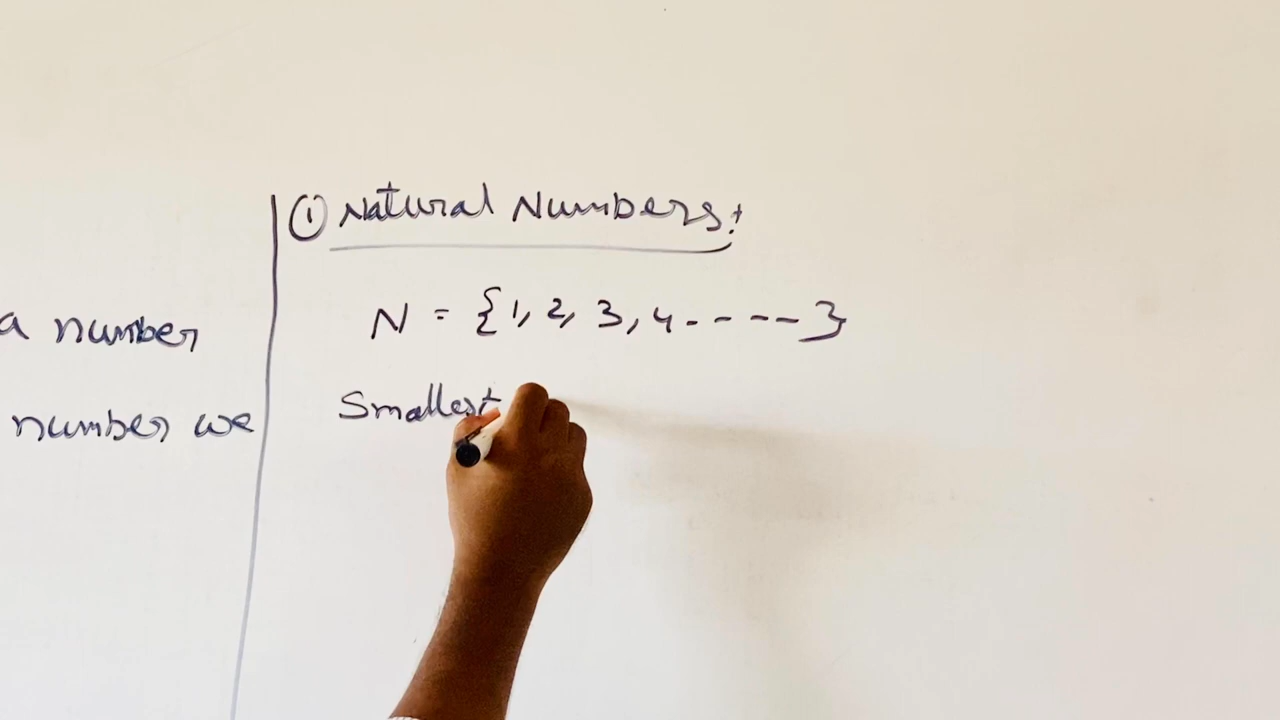 a number
number we
① Natural Numbers:
N = {1, 2, 3, 4 - - - - - }
Smallest